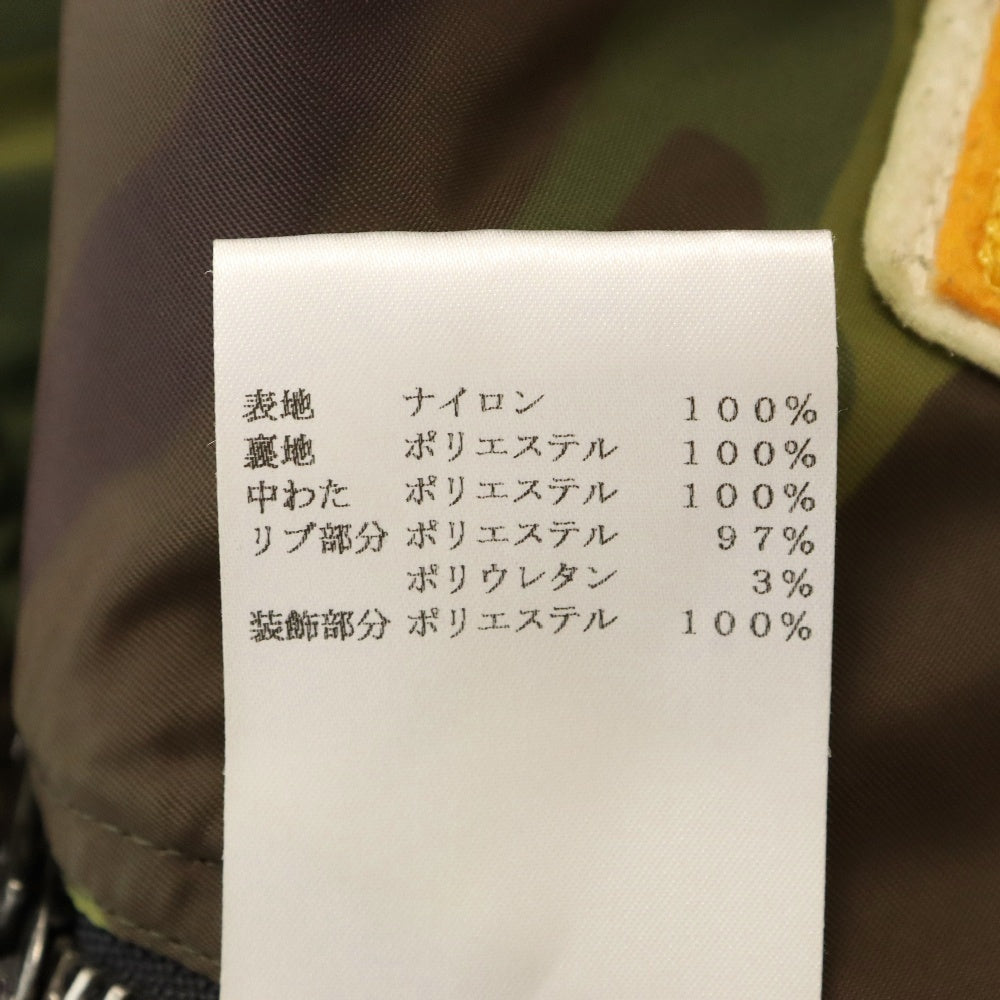 表地 ナイロン 100%
裏地 ポリエステル 100%
中わた ポリエステル 100%
リブ部分 ポリエステル 97%
ポリウレタン 3%
装飾部分 ポリエステル 100%